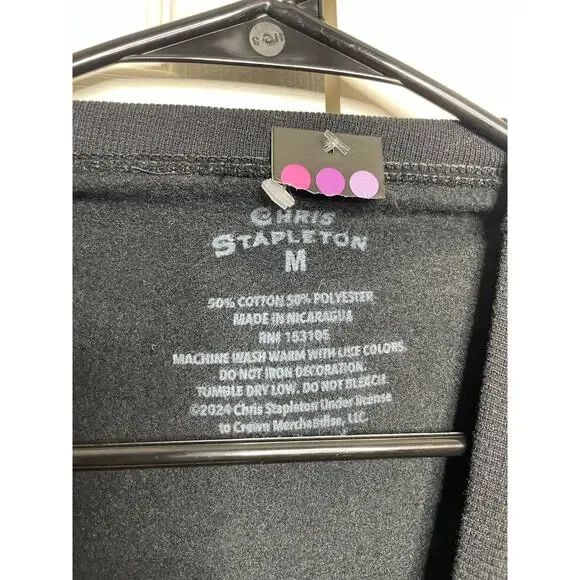 CHRIS
STAPLETON
M
50% COTTON 50% POLYESTER
MADE IN NICARAGUA
RN# 153105
MACHINE WASH WARM WITH LIKE COLORS.
DO NOT IRON DECORATION.
TUMBLE DRY LOW. DO NOT BLEACH.
©2024 Chris Stapleton Under license
to Crown Merchandise, LLC.